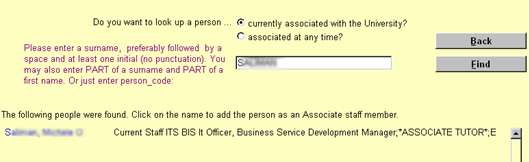 Do you want to look up a person ...
currently associated with the University?
associated at any time?
Please enter a surname, preferably followed by a
space and at least one initial (no punctuation). You
may also enter PART of a surname and PART of a
first name. Or just enter person_code:
Back
Find
The following people were found. Click on the name to add the person as an Associate staff member.
Current Staff ITS BIS It Officer, Business Service Development Manager;"ASSOCIATE TUTOR";E